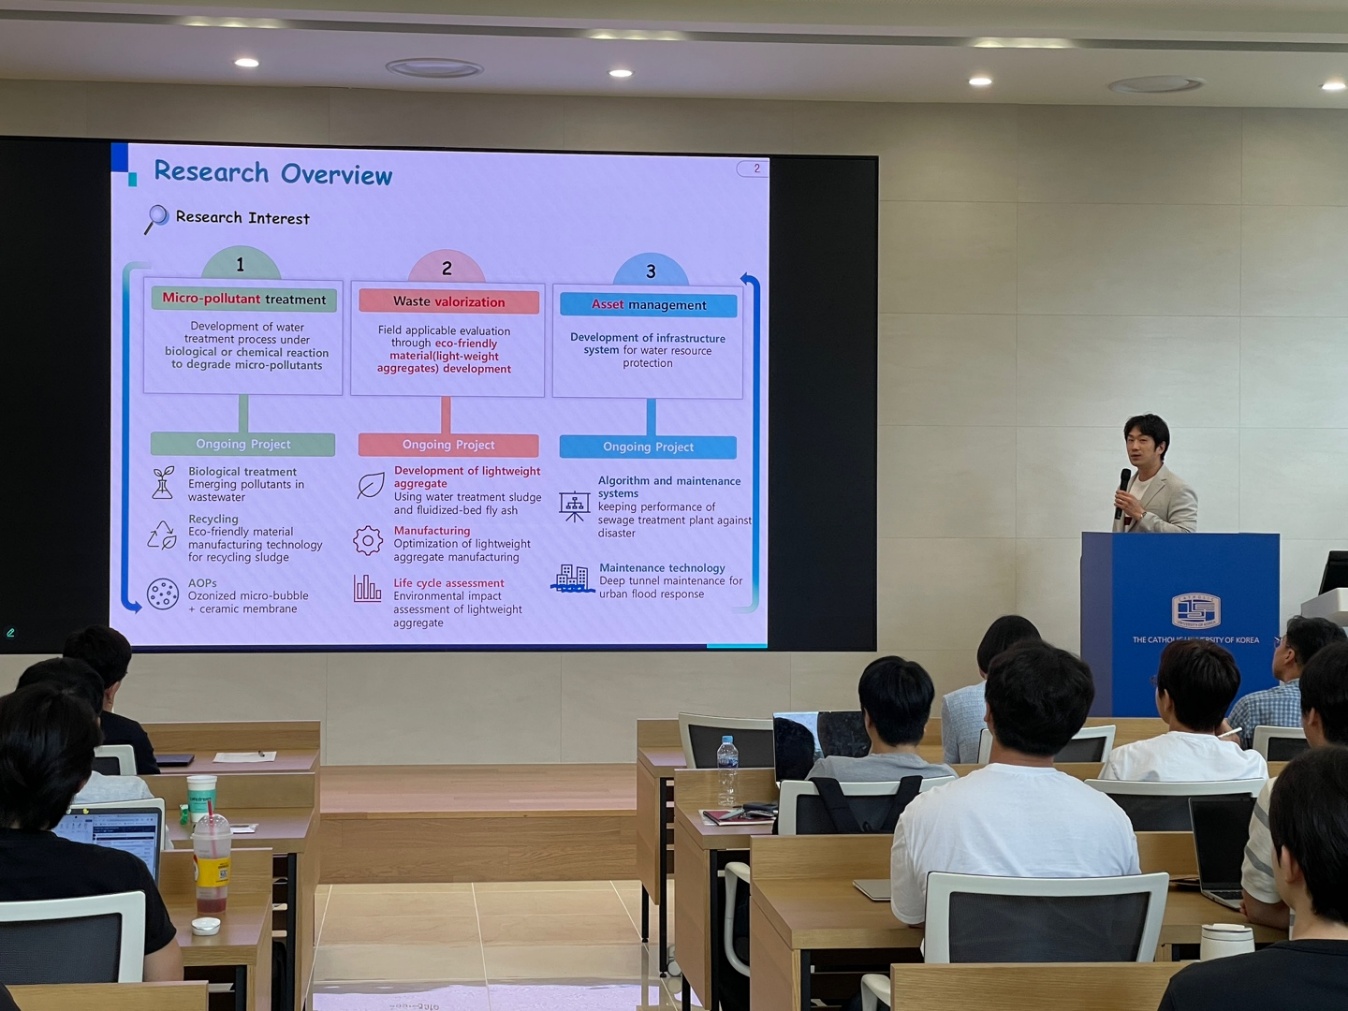 Research Overview
2
Research Interest
1
Micro-pollutant treatment
Development of water
treatment process under
biological or chemical reaction
to degrade micro-pollutants
Ongoing Project
Biological treatment
Emerging pollutants in
wastewater
Recycling
Eco-friendly material
manufacturing technology
for recycling sludge
AOPs
Ozonized micro-bubble
+ ceramic membrane
2
Waste valorization
Field applicable evaluation
through eco-friendly
material(light-weight
aggregates) development
Ongoing Project
Development of lightweight
aggregate
Using water treatment sludge
and fluidized-bed fly ash
Manufacturing
Optimization of lightweight
aggregate manufacturing
Life cycle assessment
Environmental impact
assessment of lightweight
aggregate
3
Asset management
Development of infrastructure
system for water resource
protection
Ongoing Project
Algorithm and maintenance
systems
keeping performance of
sewage treatment plant against
disaster
Maintenance technology
Deep tunnel maintenance for
urban flood response
THE CATHOLIC UNIVERSITY OF KOREA